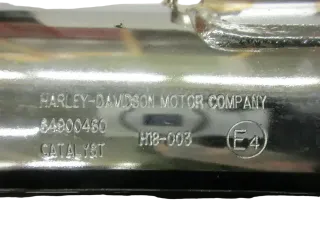 HARLEY-DAVIDSON MOTOR COMPANY
64900460 H18-003 E4
CATALYST